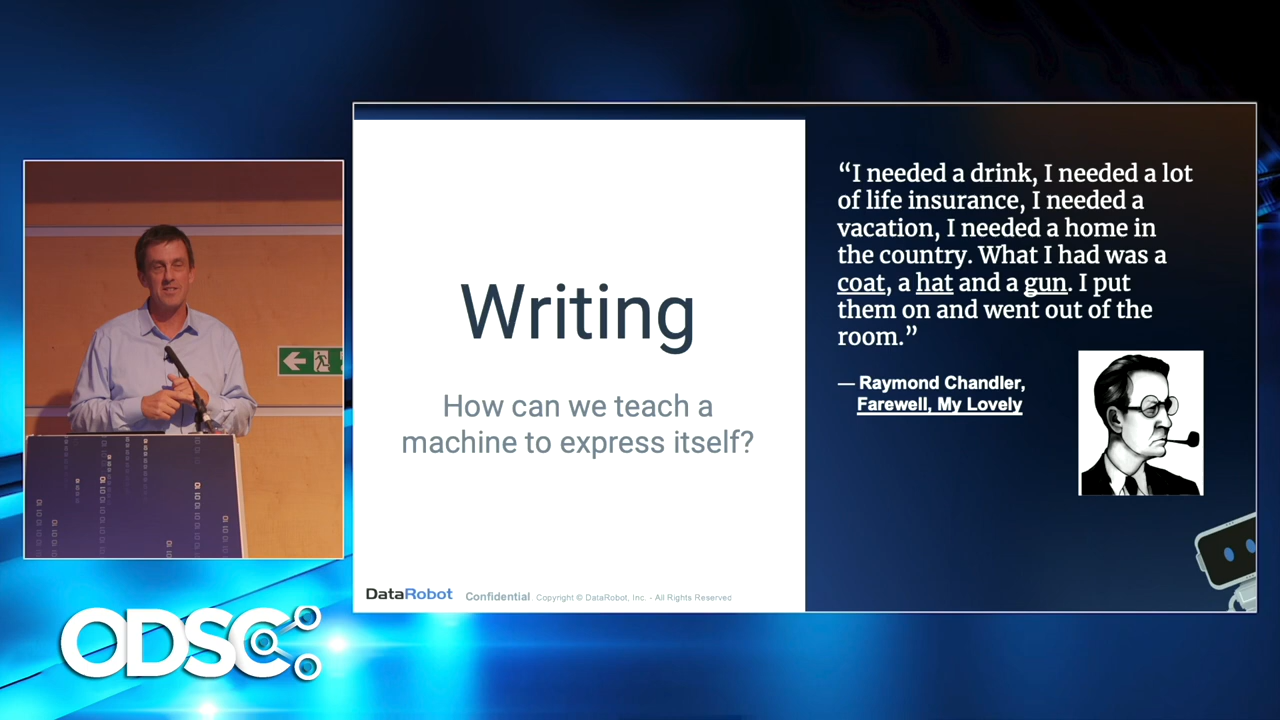 Writing
How can we teach a
machine to express itself?
DataRobot Confidential Copyright © DataRobot, Inc. - All Rights Reserved
“I needed a drink, I needed a lot
of life insurance, I needed a
vacation, I needed a home in
the country. What I had was a
coat, a hat and a gun. I put
them on and went out of the
room.”
— Raymond Chandler,
Farewell, My Lovely
ODSC